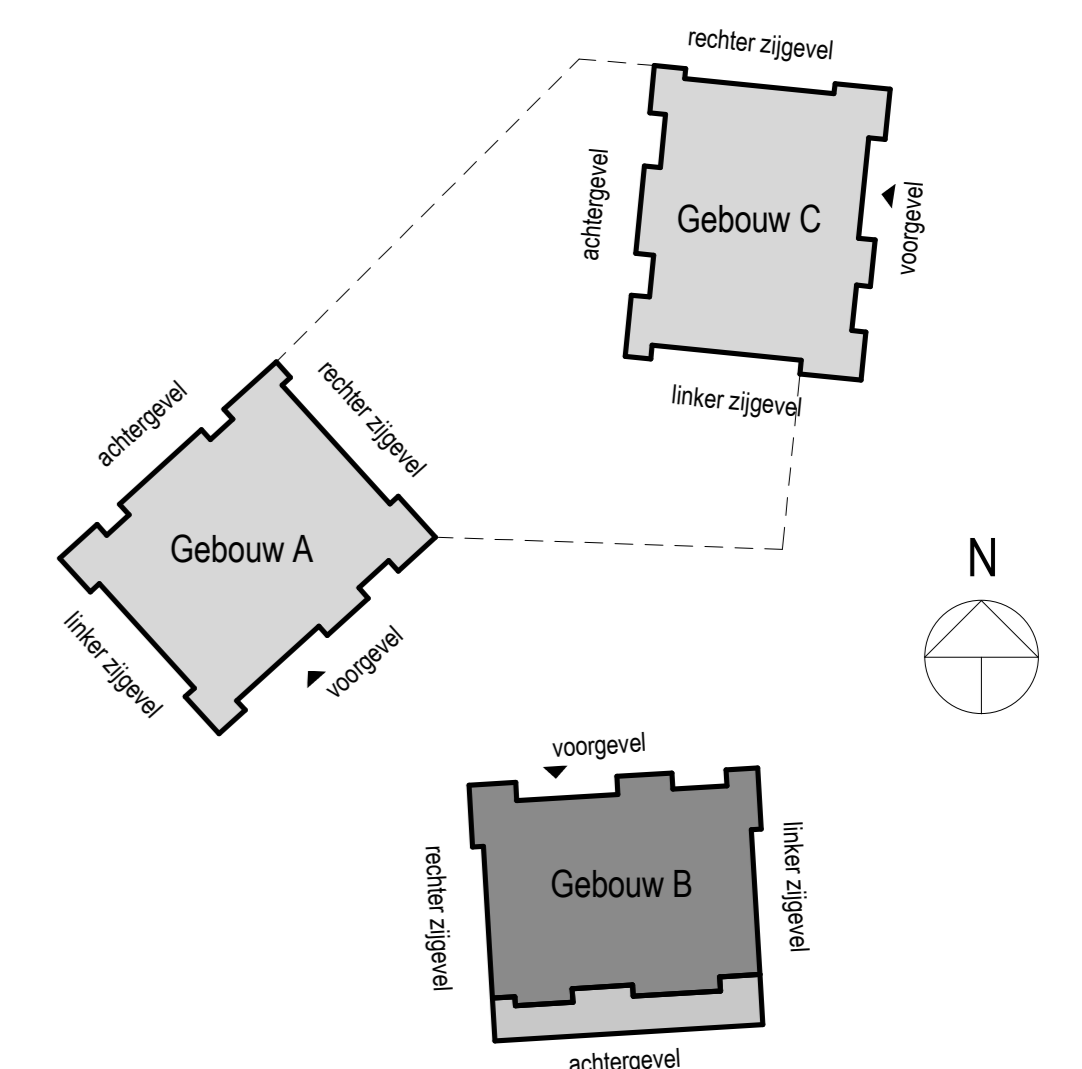 rechter zijgevel
achtergevel
Gebouw C
voorgevel
linker zijgevel
achtergevel
rechter zijgevel
Gebouw A
linker zijgevel
voorgevel
N
voorgevel
rechter zijgevel
Gebouw B
linker zijgevel
achtergevel